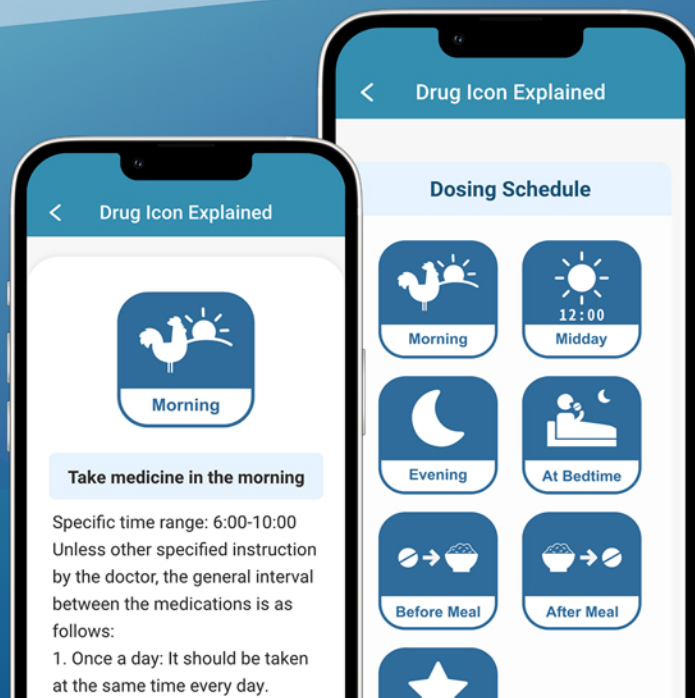 Drug Icon Explained
Morning
Take medicine in the morning
Specific time range: 6:00-10:00
Unless other specified instruction
by the doctor, the general interval
between the medications is as
follows:
1. Once a day: It should be taken
at the same time every day.
Drug Icon Explained
Dosing Schedule
Morning
12:00
Midday
Evening
At Bedtime
Before Meal
After Meal